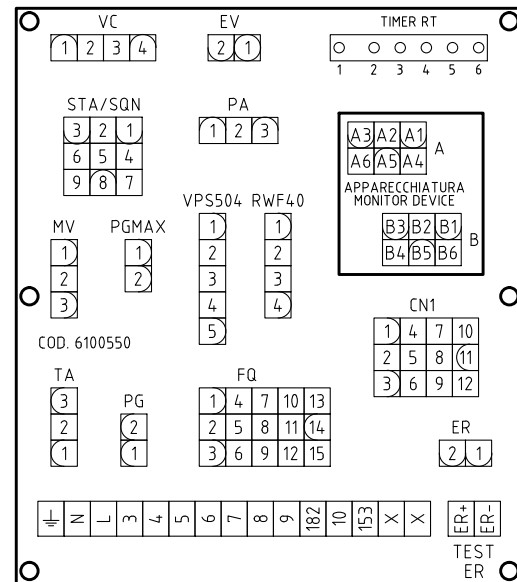 VC EV TIMER RT
1 2 3 4 2 1
1 2 3 4 5 6
STA/SQN PA
3 2 1 1 2 3
6 5 4
9 8 7
A3 A2 A1 A
A6 A5 A4
APPARECCHIATURA
MONITOR DEVICE
B3 B2 B1 B
B4 B5 B6
VPS504 RWF40
1 1
2 2
3 3
4 4
5
MV PGMAX
1 1
2 2
3
CN1
1 4 7 10
2 5 8 11
3 6 9 12
COD. 6100550
TA PG FQ
3
2 2
1 1
1 4 7 10 13
2 5 8 11 14
3 6 9 12 15
ER
2 1
N L 3 4 5 6 7 8 9 182 10 153 X X ER+ ER-
TEST
ER